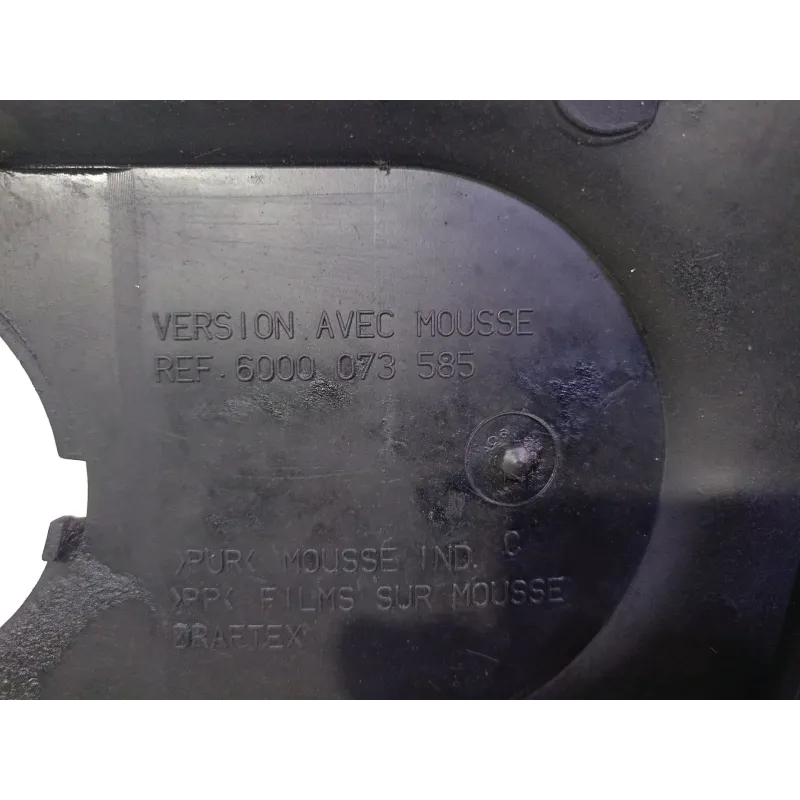 VERSION AVEC MOUSSE
REF. 6000 073 585
>PUR< MOUSSE IND. C
>PP< FILMS SUR MOUSSE
DRAFTEX